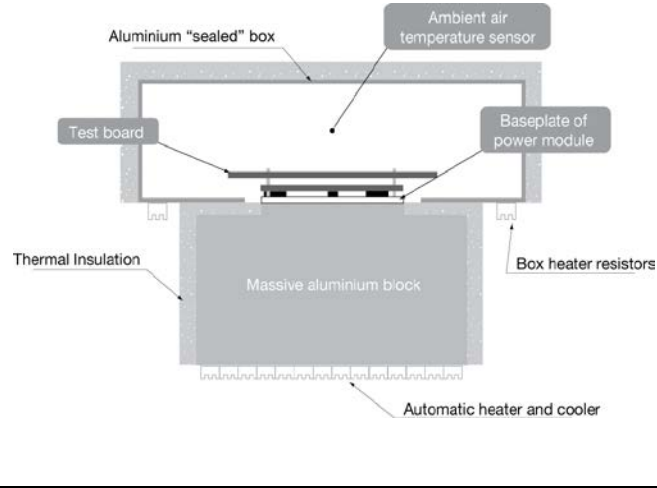 Ambient air
temperature sensor
Aluminium “sealed” box
Test board
Baseplate of
power module
Thermal Insulation
Box heater resistors
Massive aluminium block
Automatic heater and cooler